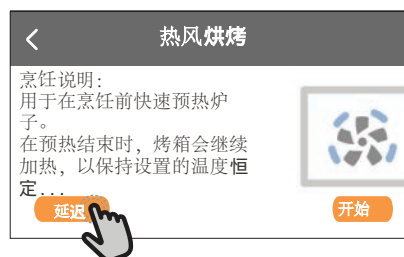 热风烘烤
烹饪说明:
用于在烹饪前快速预热炉
子。
在预热结束时，烤箱会继续
加热，以保持设置的温度恒
定...
延迟
开始